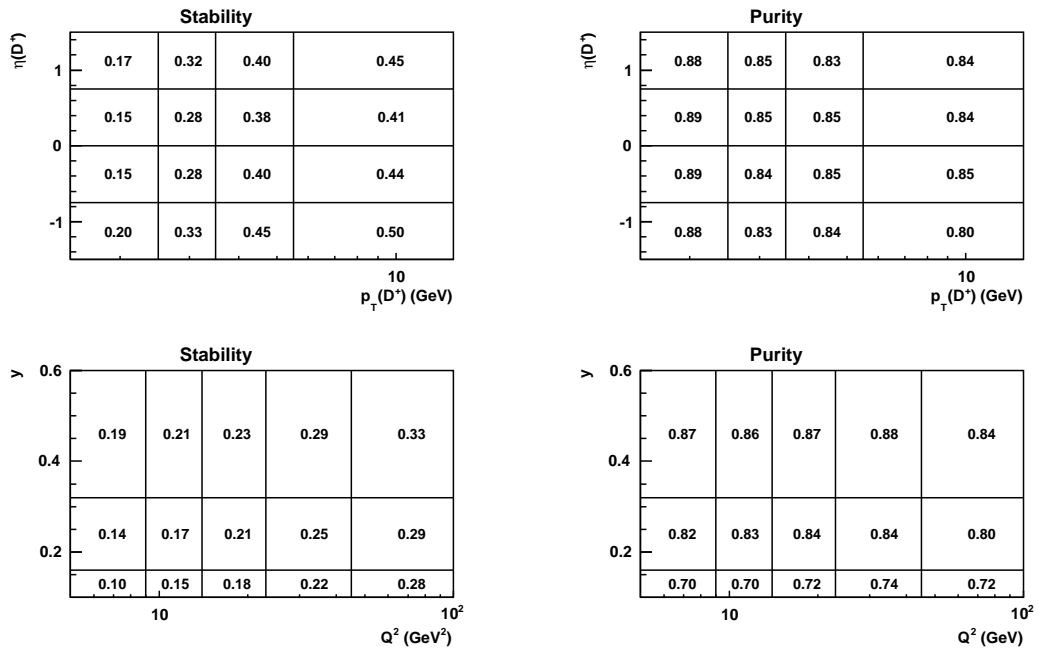 Stability
η(D⁺)
1
0
-1
0.17 0.32 0.40 0.45
0.15 0.28 0.38 0.41
0.15 0.28 0.40 0.44
0.20 0.33 0.45 0.50
10
p_T(D⁺) (GeV)
Purity
η(D⁺)
1
0
-1
0.88 0.85 0.83 0.84
0.89 0.85 0.85 0.84
0.89 0.84 0.85 0.85
0.88 0.83 0.84 0.80
10
p_T(D⁺) (GeV)
Stability
y
0.6
0.4
0.2
0.19 0.21 0.23 0.29 0.33
0.14 0.17 0.21 0.25 0.29
0.10 0.15 0.18 0.22 0.28
10 10²
Q² (GeV²)
Purity
y
0.6
0.4
0.2
0.87 0.86 0.87 0.88 0.84
0.82 0.83 0.84 0.84 0.80
0.70 0.70 0.72 0.74 0.72
10 10²
Q² (GeV)